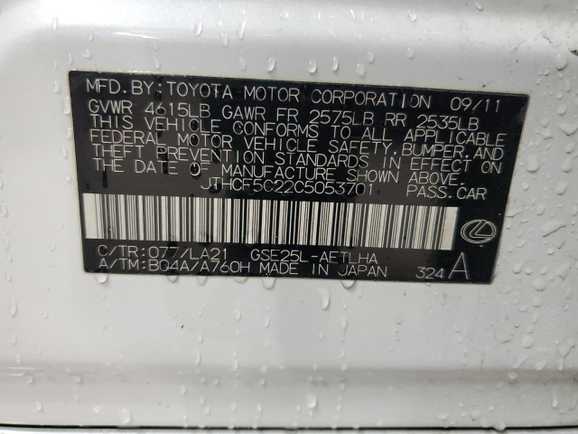 MFD. BY: TOYOTA MOTOR CORPORATION 09/11
GVWR 4615LB GAWR FR 2575LB RR 2535LB
THIS VEHICLE CONFORMS TO ALL APPLICABLE
FEDERAL MOTOR VEHICLE SAFETY, BUMPER, AND
THEFT PREVENTION STANDARDS IN EFFECT ON
THE DATE OF MANUFACTURE SHOWN ABOVE.
JTHCF5C22C5053701 PASS. CAR
C/TR: 077/LA21 GSE25L-AETLHA
A/TM: B04A/A760H MADE IN JAPAN 324 A